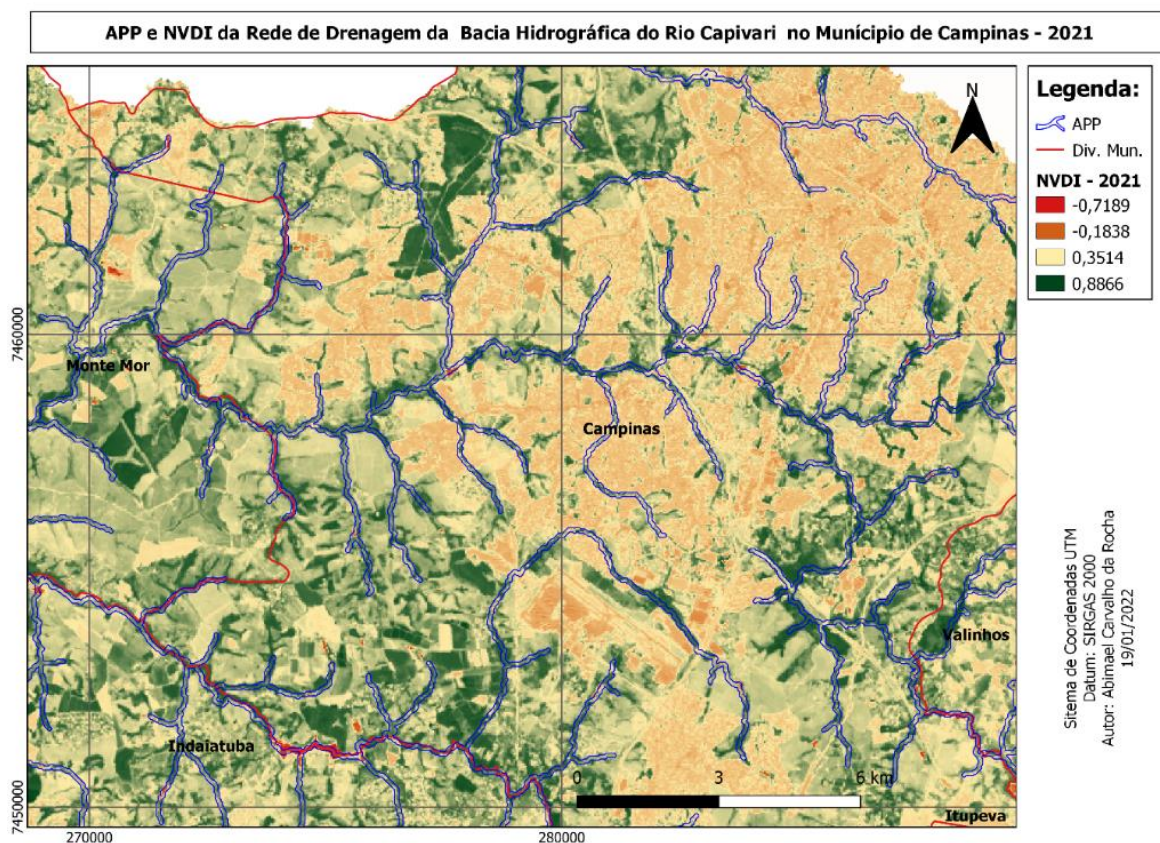 APP e NVDI da Rede de Drenagem da Bacia Hidrográfica do Rio Capivari no Munícipio de Campinas - 2021
Legenda:
APP
Div. Mun.
NVDI - 2021
-0,7189
-0,1838
0,3514
0,8866
N
7460000
Monte Mor
Campinas
Valinhos
Indaiatuba
0 3 6 km
Itupeva
7450000
270000 280000
Sitema de Coordenadas UTM
Datum: SIRGAS 2000
Autor: Abimael Carvalho da Rocha
19/01/2022